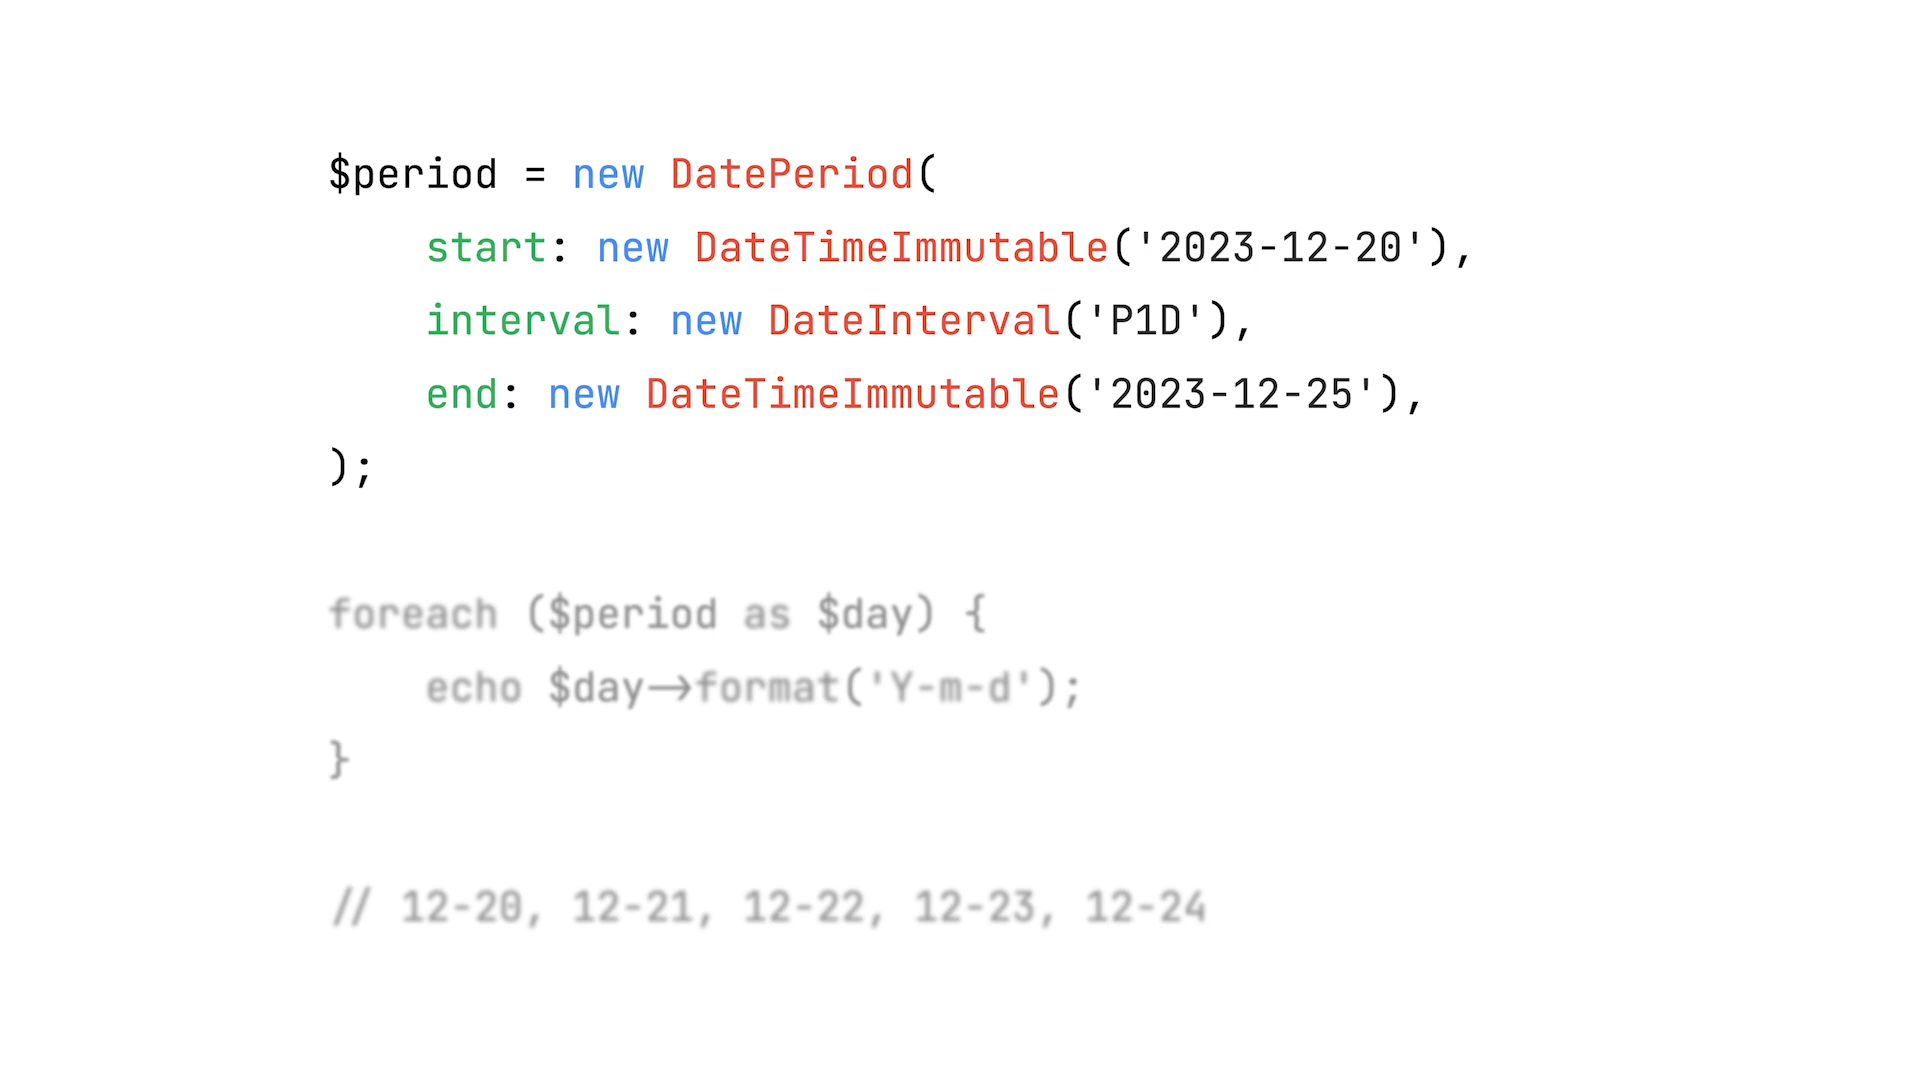 $period = new DatePeriod(
    start: new DateTimeImmutable('2023-12-20'),
    interval: new DateInterval('P1D'),
    end: new DateTimeImmutable('2023-12-25'),
);
foreach ($period as $day) {
    echo $day->format('Y-m-d');
}
// 12-20, 12-21, 12-22, 12-23, 12-24